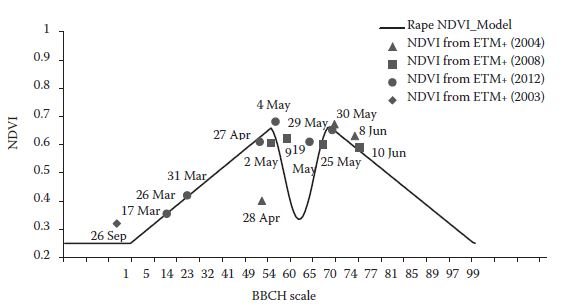 1
0.9
0.8
0.7
0.6
0.5
0.4
0.3
0.2
NDVI
Rape NDVI_Model
NDVI from ETM+ (2004)
NDVI from ETM+ (2008)
NDVI from ETM+ (2012)
NDVI from ETM+ (2003)
26 Sep
17 Mar
26 Mar
31 Mar
27 Apr
28 Apr
2 May
4 May
919
May
29 May
25 May
30 May
8 Jun
10 Jun
1 5 14 23 32 41 49 54 60 65 70 74 77 81 85 89 97 99
BBCH scale